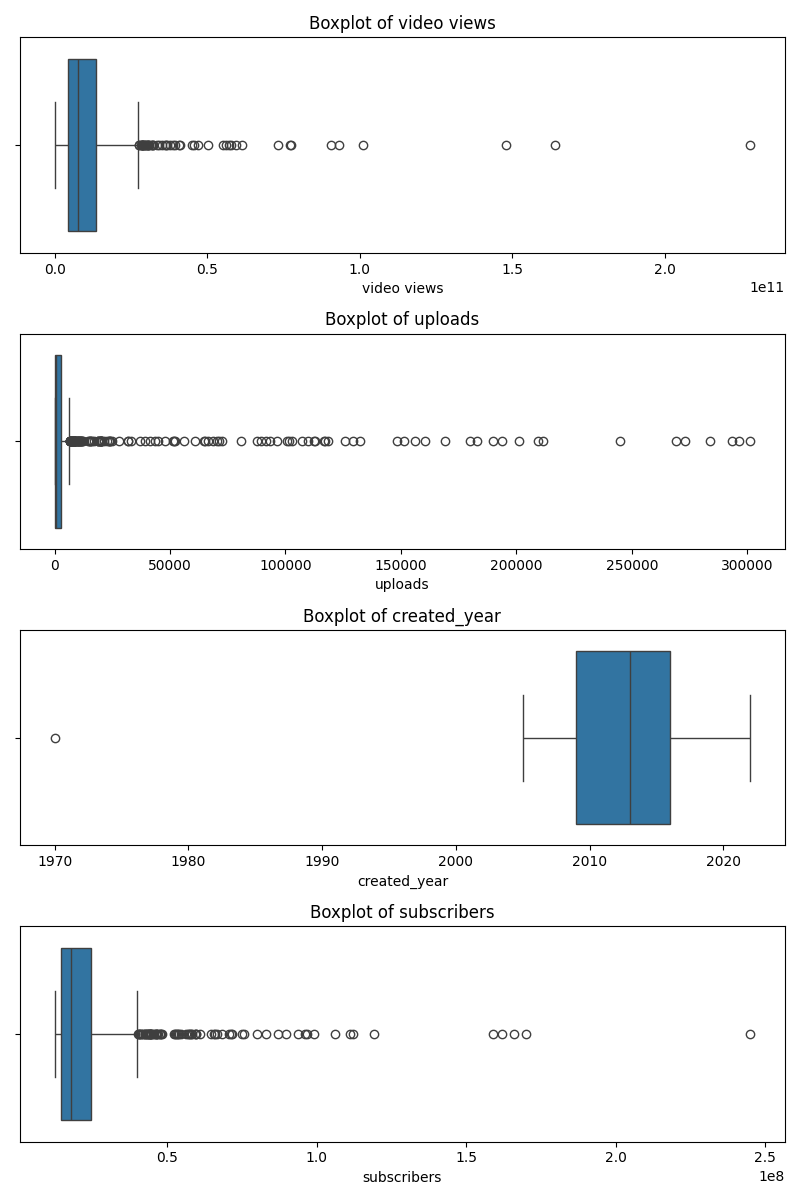 Boxplot of video views
0.0 0.5 1.0 1.5 2.0
video views 1e11
Boxplot of uploads
0 50000 100000 150000 200000 250000 300000
uploads
Boxplot of created_year
1970 1980 1990 2000 2010 2020
created_year
Boxplot of subscribers
0.5 1.0 1.5 2.0 2.5
subscribers 1e8